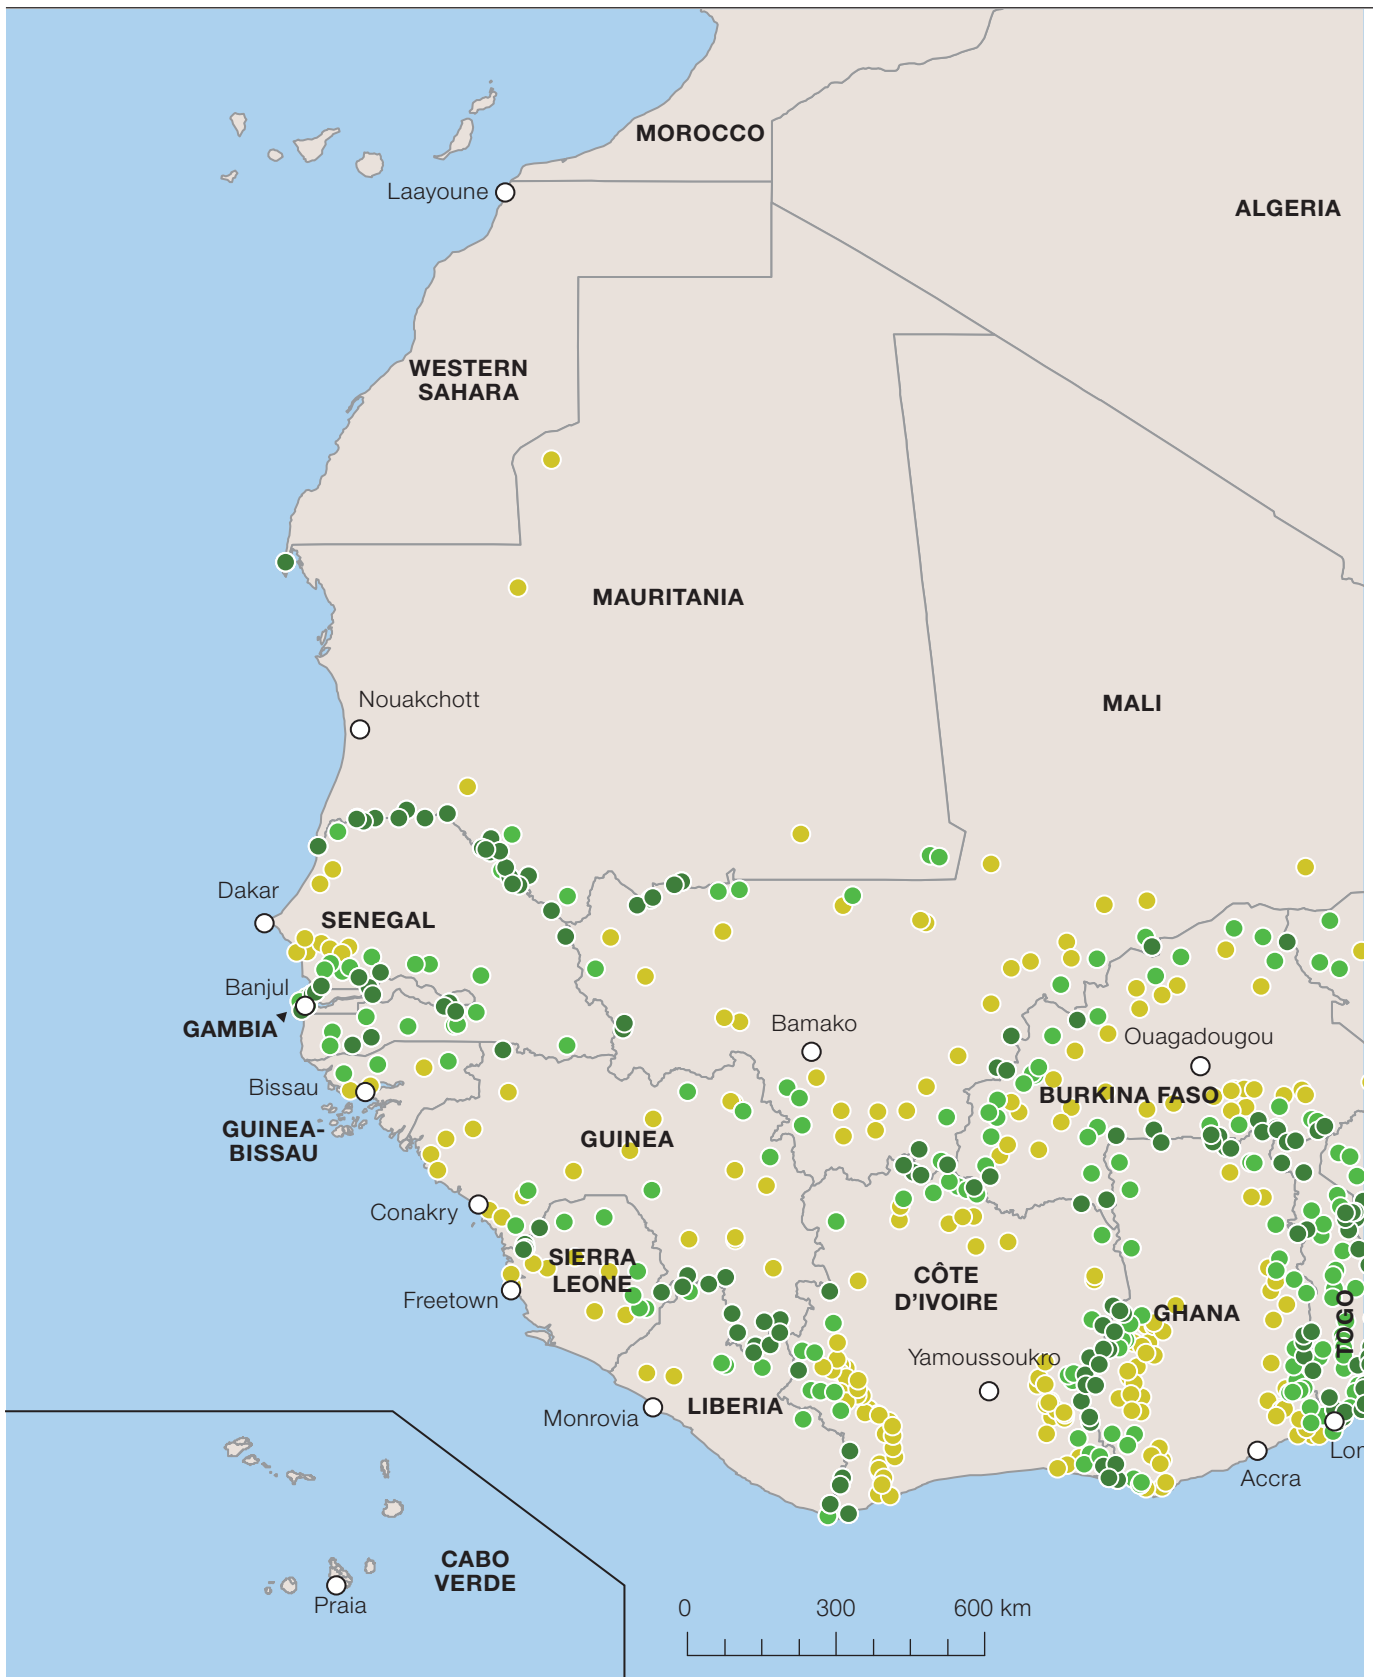 MOROCCO
Laayoune
ALGERIA
WESTERN
SAHARA
MAURITANIA
Nouakchott
MALI
Dakar
SENEGAL
Banjul
GAMBIA
Bamako
Ouagadougou
Bissau
BURKINA FASO
GUINEA-
BISSAU
GUINEA
Conakry
SIERRA
LEONE
Freetown
CÔTE
D'IVOIRE
GHANA
TOGO
Yamoussoukro
LIBERIA
Monrovia
Lor
Accra
CABO
VERDE
Praia
0 300 600 km